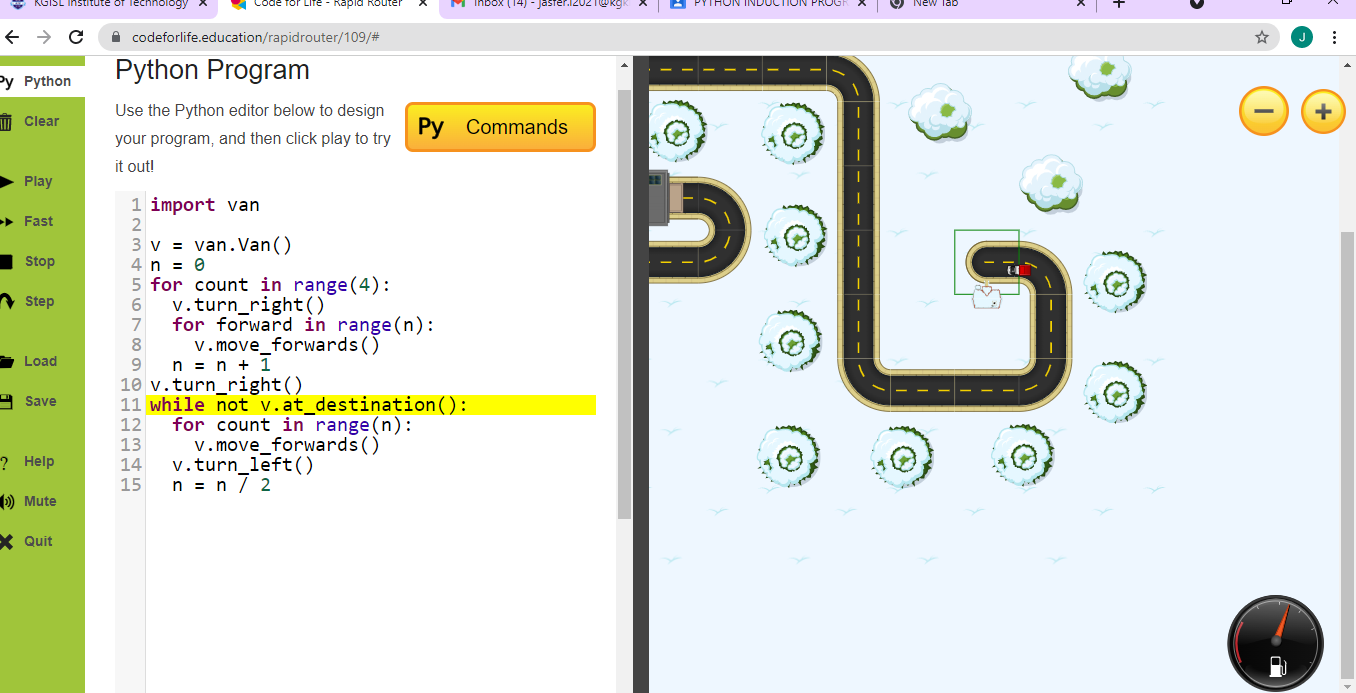 KGISL Institute of Technology
Code for Life - Rapid Router
Inbox (14) - jasfer.i2021@kgk
PYTHON INDUCTION PROGR
New Tab
codeforlife.education/rapidrouter/109/#
J
Py Python
Clear
Play
Fast
Stop
Step
Load
Save
? Help
Mute
Quit
Python Program
Use the Python editor below to design
your program, and then click play to try
it out!
Py Commands
1 import van
2
3 v = van.Van()
4 n = 0
5 for count in range(4):
6 v.turn_right()
7 for forward in range(n):
8 v.move_forwards()
9 n = n + 1
10 v.turn_right()
11 while not v.at_destination():
12 for count in range(n):
13 v.move_forwards()
14 v.turn_left()
15 n = n / 2